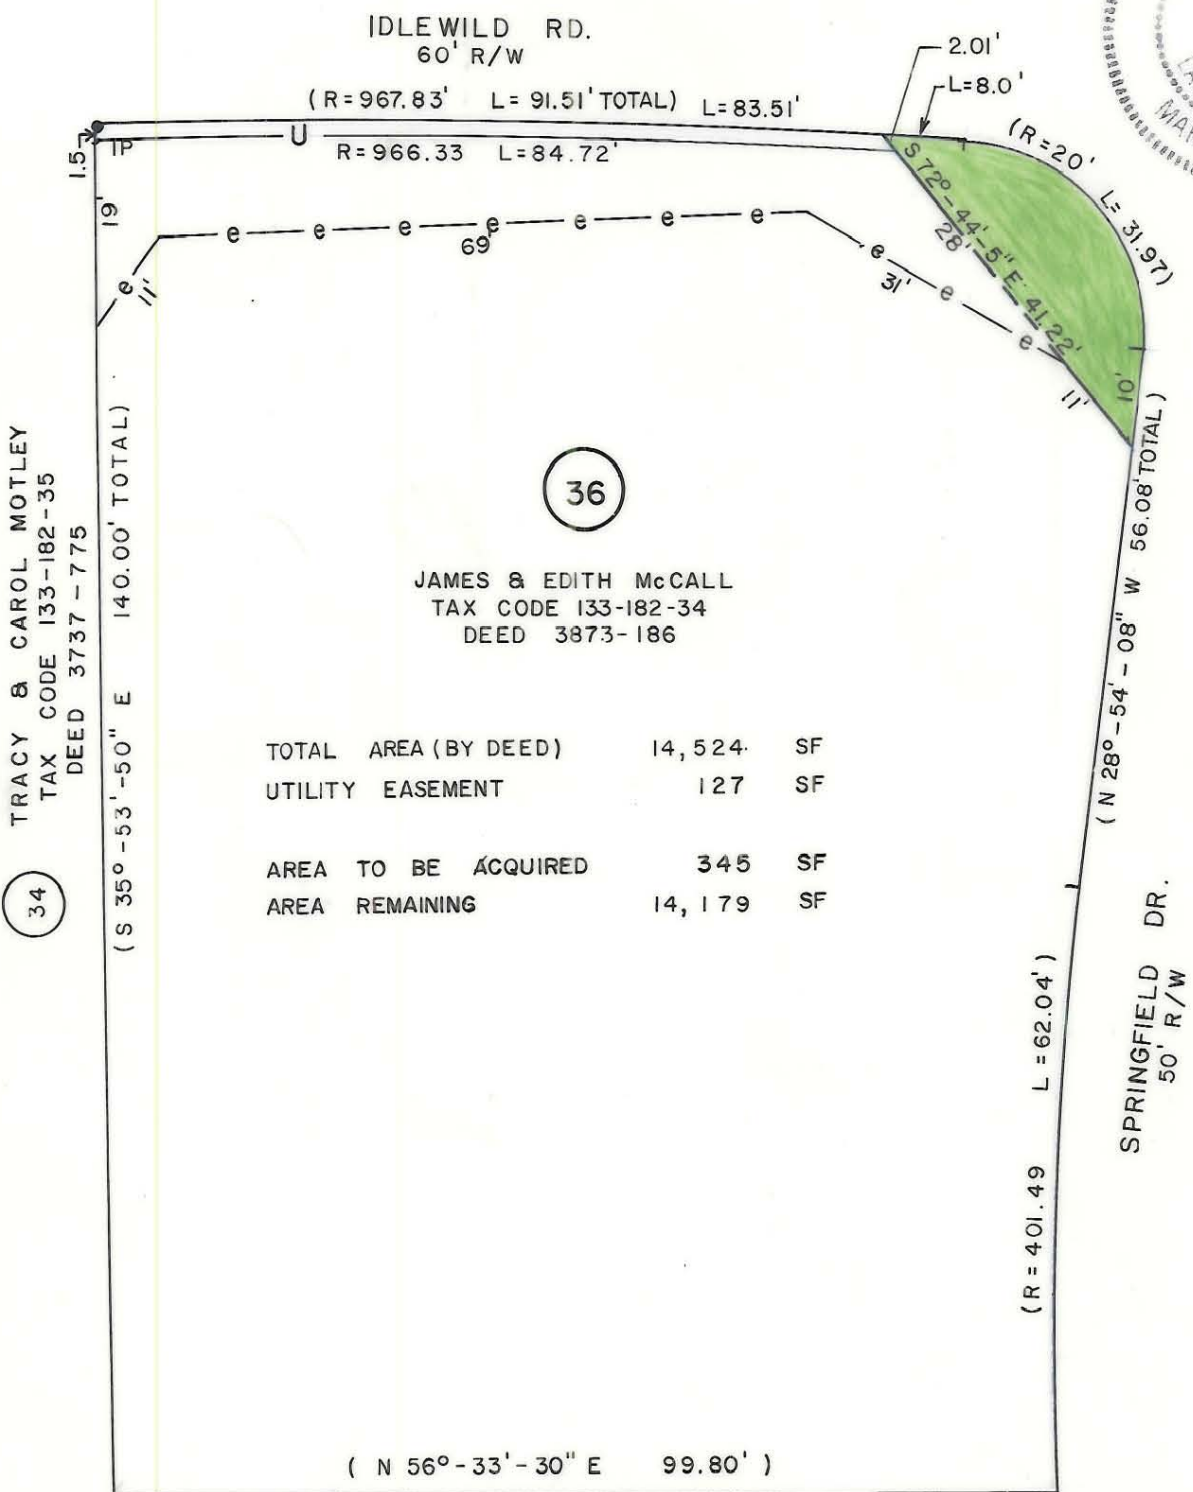 IDLEWILD RD.
60' R/W
2.01'
L=8.0'
(R=967.83' L= 91.51' TOTAL) L=83.51'
(R=20' L= 31.97)
1.5
IP
U
R=966.33 L=84.72'
S 72°-44'-5" E 41.22'
28'
19'
e e e e e e e
69'
e
11'
e e e
31'
11'
10'
(N 28°-54'-08" W 56.08' TOTAL)
36
JAMES & EDITH McCALL
TAX CODE 133-182-34
DEED 3873-186
TRACY & CAROL MOTLEY
TAX CODE 133-182-35
DEED 3737-775
34
(S 35°-53'-50" E 140.00' TOTAL)
TOTAL AREA (BY DEED) 14,524 SF
UTILITY EASEMENT 127 SF
AREA TO BE ACQUIRED 345 SF
AREA REMAINING 14,179 SF
SPRINGFIELD DR.
50' R/W
(R = 401.49 L = 62.04')
( N 56°-33'-30" E 99.80' )